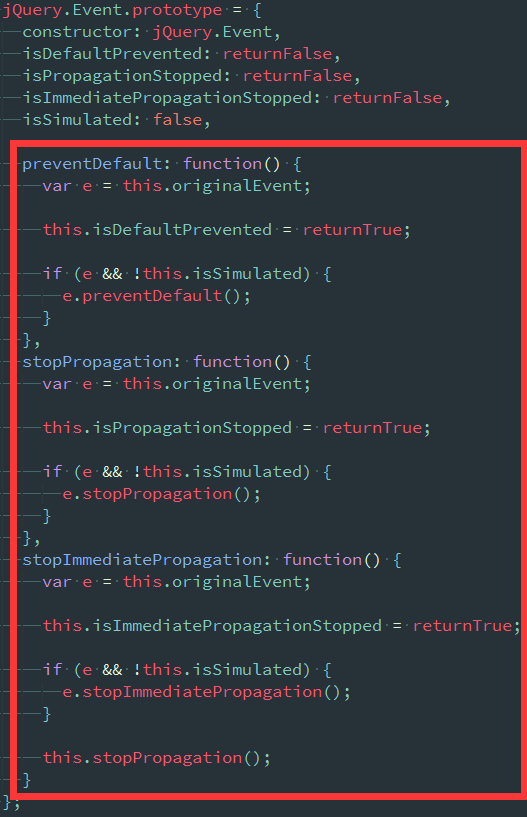 jQuery.Event.prototype = {
constructor: jQuery.Event,
isDefaultPrevented: returnFalse,
isPropagationStopped: returnFalse,
isImmediatePropagationStopped: returnFalse,
isSimulated: false,
preventDefault: function() {
var e = this.originalEvent;
this.isDefaultPrevented = returnTrue;
if (e && !this.isSimulated) {
e.preventDefault();
}
},
stopPropagation: function() {
var e = this.originalEvent;
this.isPropagationStopped = returnTrue;
if (e && !this.isSimulated) {
e.stopPropagation();
}
},
stopImmediatePropagation: function() {
var e = this.originalEvent;
this.isImmediatePropagationStopped = returnTrue;
if (e && !this.isSimulated) {
e.stopImmediatePropagation();
}
this.stopPropagation();
}
};